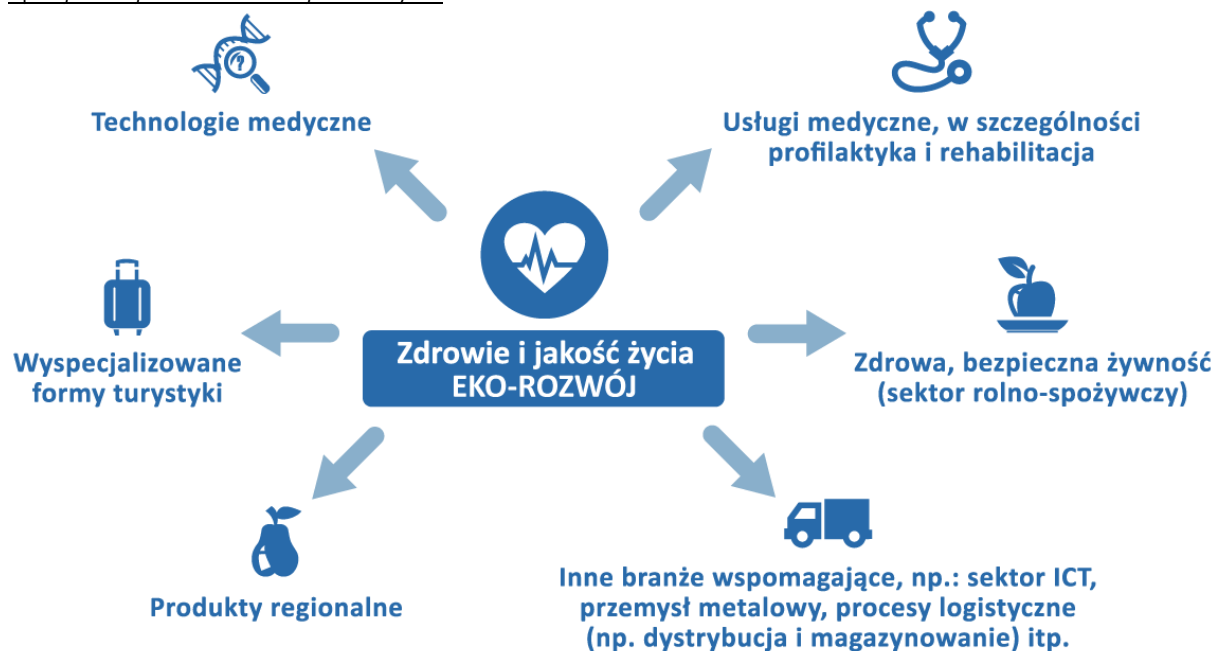 Technologie medyczne
Usługi medyczne, w szczególności
profilaktyka i rehabilitacja
?
Zdrowie i jakość życia
EKO-ROZWÓJ
Wyspecjalizowane
formy turystyki
Zdrowa, bezpieczna żywność
(sektor rolno-spożywczy)
Produkty regionalne
Inne branże wspomagające, np.: sektor ICT,
przemysł metalowy, procesy logistyczne
(np. dystrybucja i magazynowanie) itp.